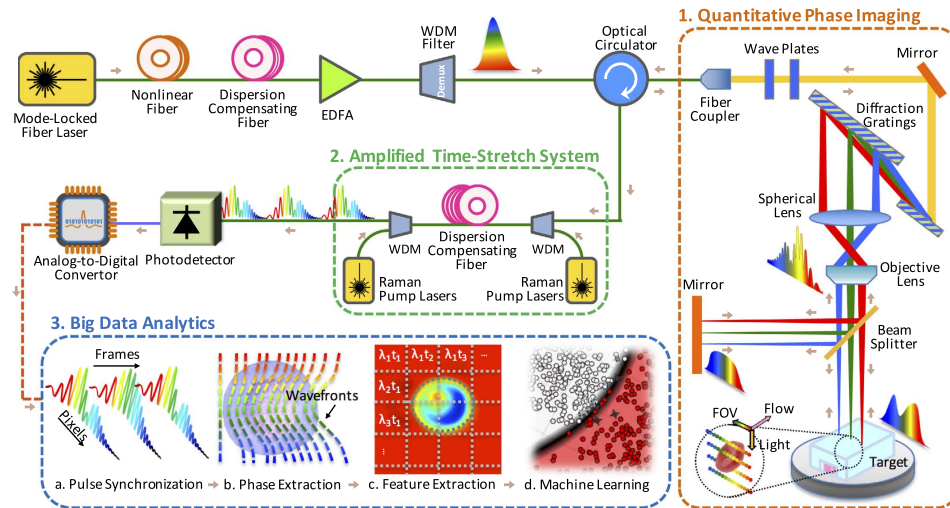 1. Quantitative Phase Imaging
WDM
Filter
Optical
Circulator
Wave Plates
Mirror
Demux
Mode-Locked
Fiber Laser
Nonlinear
Fiber
Dispersion
Compensating
Fiber
EDFA
Fiber
Coupler
Diffraction
Gratings
2. Amplified Time-Stretch System
010101010101
Analog-to-Digital
Convertor
Photodetector
WDM
Dispersion
Compensating
Fiber
WDM
Raman
Pump Lasers
Raman
Pump Lasers
Spherical
Lens
Objective
Lens
Mirror
Beam
Splitter
3. Big Data Analytics
Frames
Pixels
Wavefronts
λ1t1 λ1t2 λ1t3 ...
λ2t1
λ3t1
...
FOV
Flow
Light
Target
a. Pulse Synchronization
b. Phase Extraction
c. Feature Extraction
d. Machine Learning